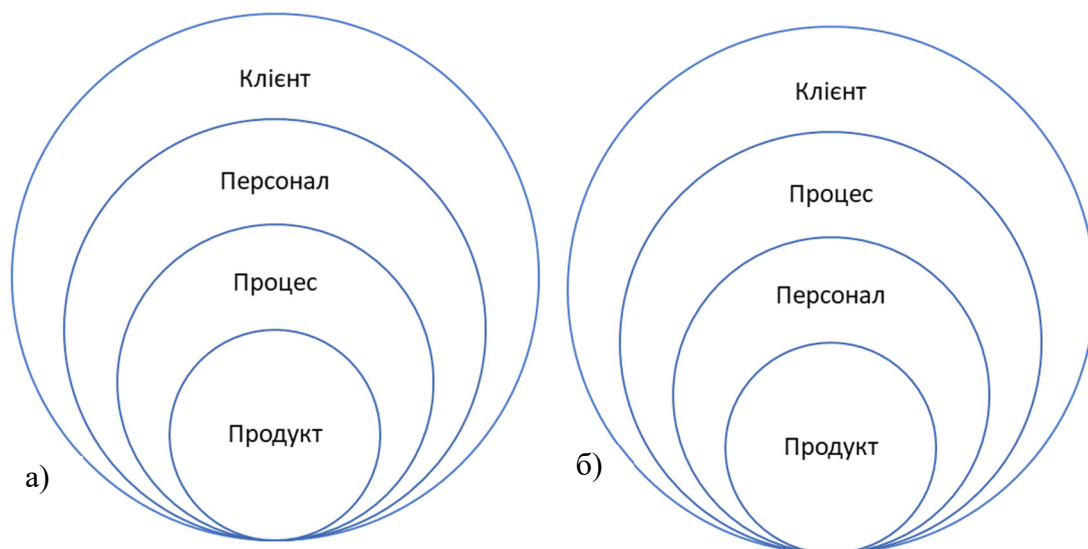 Клієнт
Персонал
Процес
Продукт
а)
Клієнт
Процес
Персонал
Продукт
б)